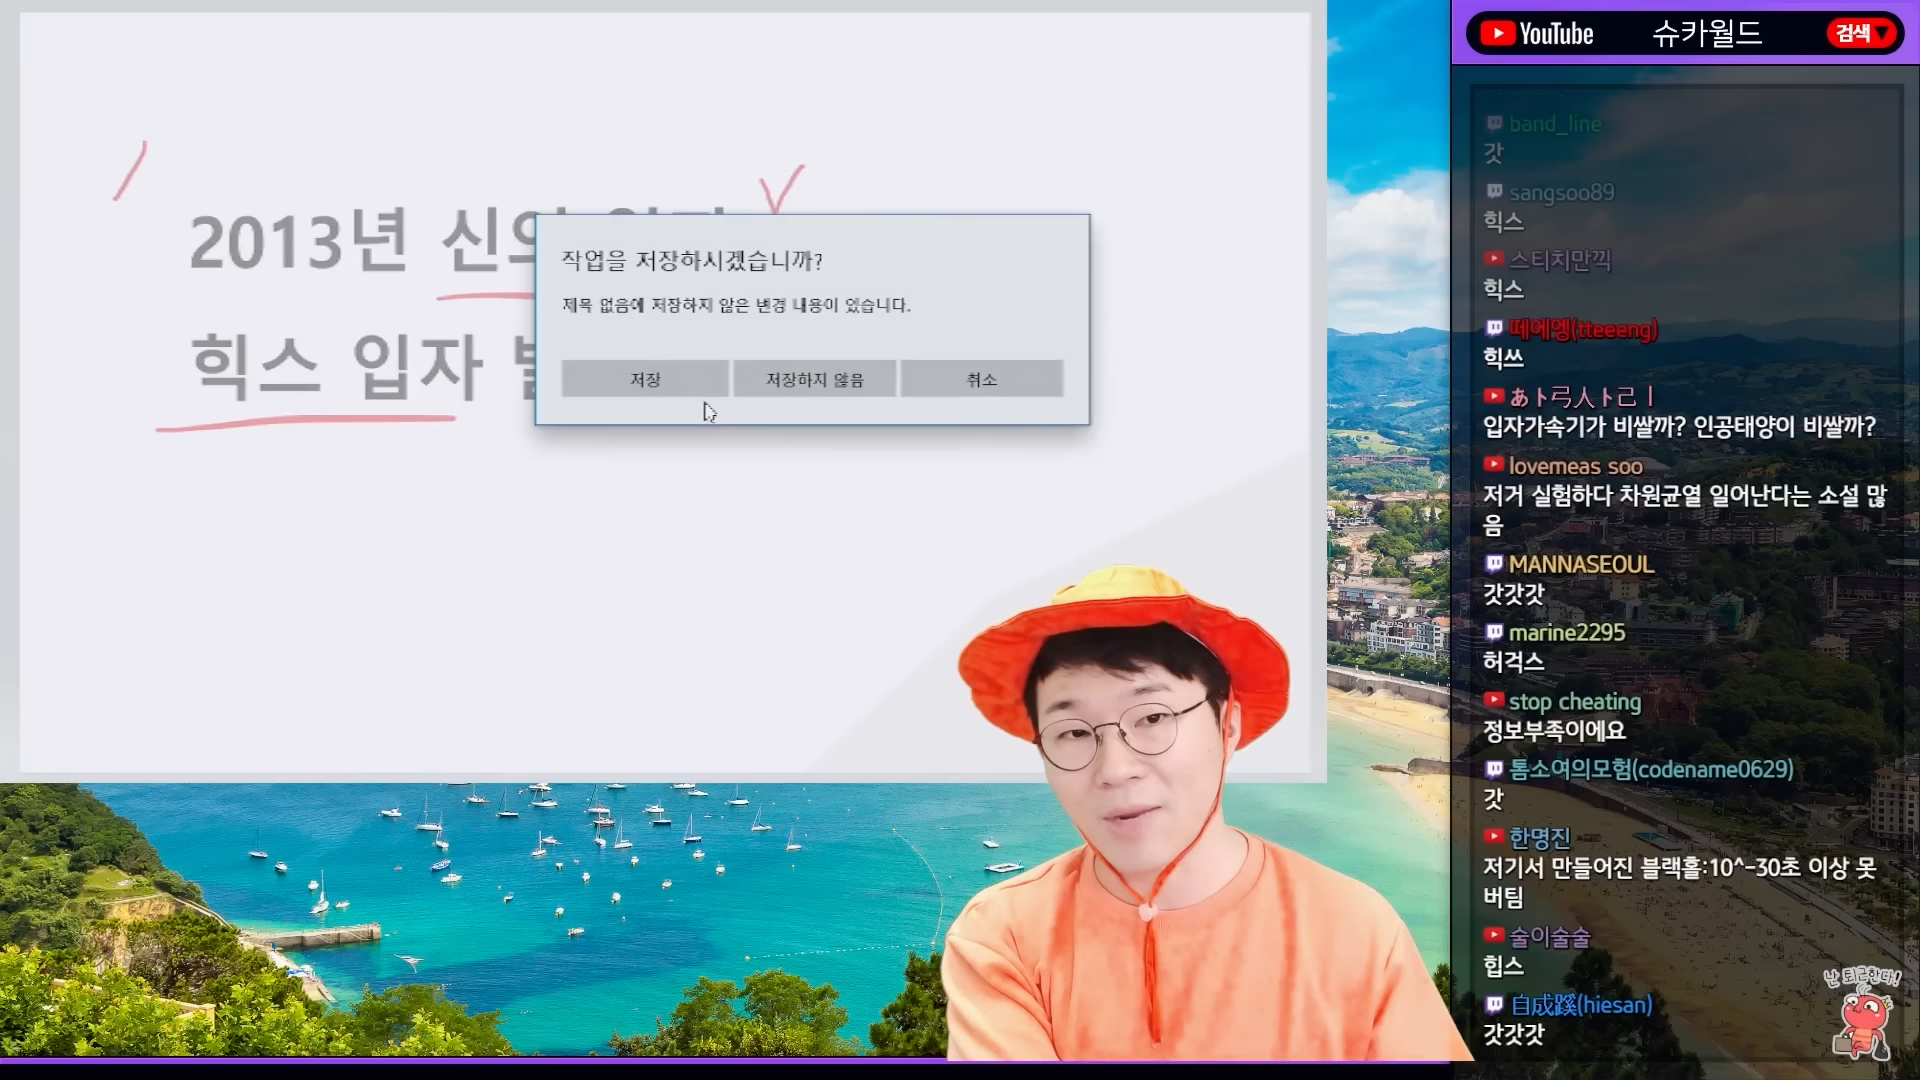 YouTube
슈카월드
검색
2013년 신의
힉스 입자
작업을 저장하시겠습니까?
제목 없음에 저장하지 않은 변경 내용이 있습니다.
저장
저장하지 않음
취소
band_line
갓
sangsoo89
힉스
스티치만끽
힉스
떼에엥(tteeeng)
힉쓰
あト弓人ト己ㅣ
입자가속기가 비쌀까? 인공태양이 비쌀까?
lovemeas soo
저거 실험하다 차원균열 일어난다는 소설 많
음
MANNASEOUL
갓갓갓
marine2295
허걱스
stop cheating
정보부족이에요
톰소여의모험(codename0629)
갓
한명진
저기서 만들어진 블랙홀:10^-30초 이상 못
버팀
술이술술
힙스
自成蹊(hiesan)
갓갓갓
난 퇴근한다!